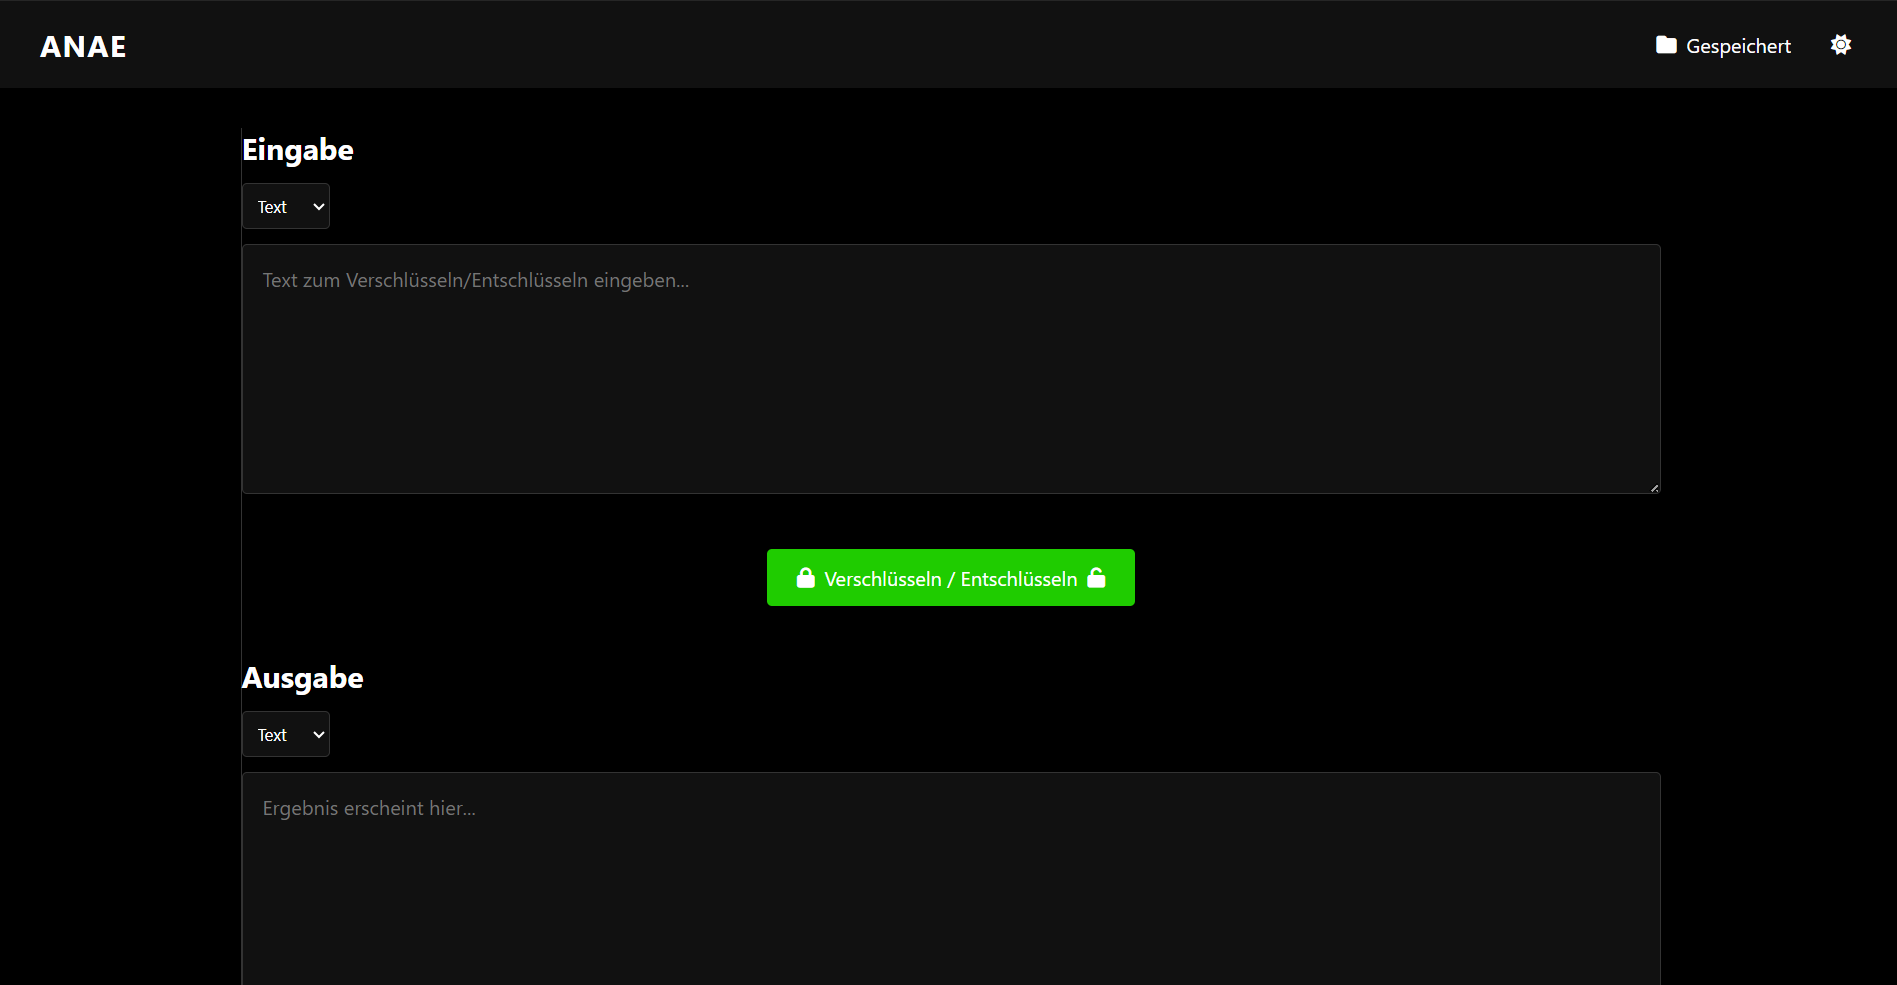 ANAE
Gespeichert
Eingabe
Text
Text zum Verschlüsseln/Entschlüsseln eingeben...
Verschlüsseln / Entschlüsseln
Ausgabe
Text
Ergebnis erscheint hier...